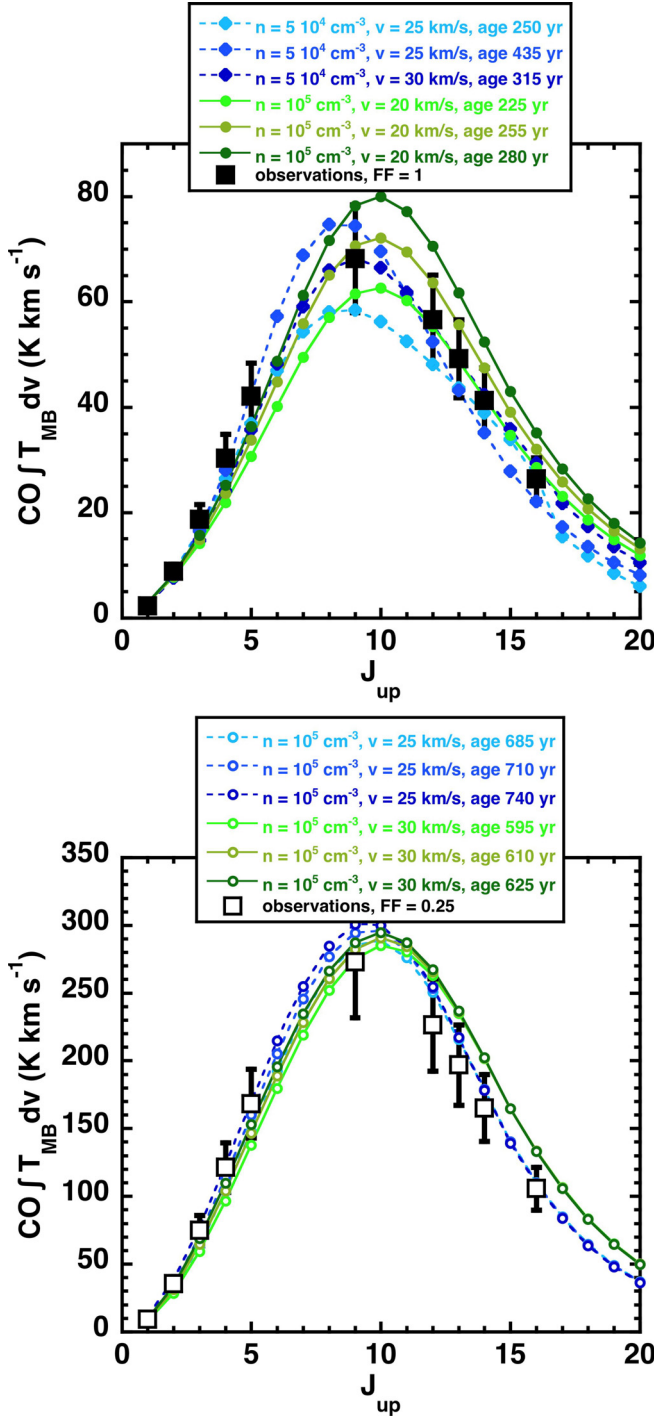 n = 5 10⁴ cm⁻³, v = 25 km/s, age 250 yr
n = 5 10⁴ cm⁻³, v = 25 km/s, age 435 yr
n = 5 10⁴ cm⁻³, v = 30 km/s, age 315 yr
n = 10⁵ cm⁻³, v = 20 km/s, age 225 yr
n = 10⁵ cm⁻³, v = 20 km/s, age 255 yr
n = 10⁵ cm⁻³, v = 20 km/s, age 280 yr
observations, FF = 1
CO ∫ T_MB dv (K km s⁻¹)
80
60
40
20
0
0 5 10 15 20
J_up
n = 10⁵ cm⁻³, v = 25 km/s, age 685 yr
n = 10⁵ cm⁻³, v = 25 km/s, age 710 yr
n = 10⁵ cm⁻³, v = 25 km/s, age 740 yr
n = 10⁵ cm⁻³, v = 30 km/s, age 595 yr
n = 10⁵ cm⁻³, v = 30 km/s, age 610 yr
n = 10⁵ cm⁻³, v = 30 km/s, age 625 yr
observations, FF = 0.25
CO ∫ T_MB dv (K km s⁻¹)
350
300
250
200
150
100
50
0
0 5 10 15 20
J_up